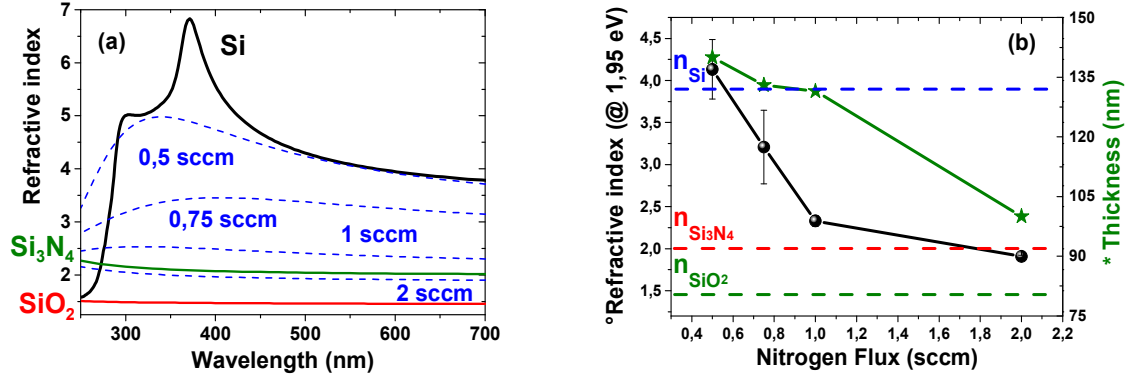 (a)
Si
Refractive index
7
6
5
4
3
2
0,5 sccm
0,75 sccm
1 sccm
2 sccm
Si₃N₄
SiO₂
300 400 500 600 700
Wavelength (nm)
(b)
°Refractive index (@ 1,95 eV)
4,5
4,0
3,5
3,0
2,5
2,0
1,5
nSi
nSi₃N₄
nSiO²
150
135
120
105
90
75
* Thickness (nm)
0,4 0,6 0,8 1,0 1,2 1,4 1,6 1,8 2,0 2,2
Nitrogen Flux (sccm)